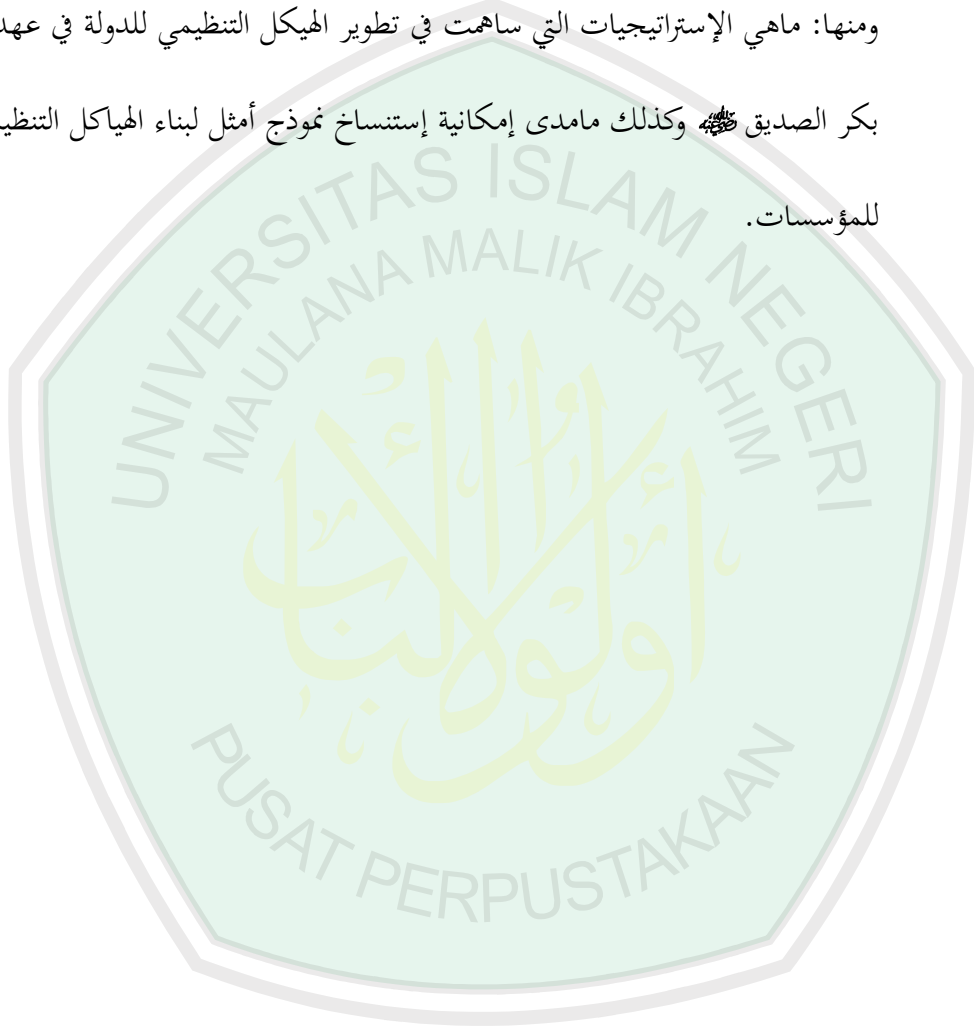 ومنها: ماهي الإستراتيجيات التي ساهمت في تطوير الهيكل التنظيمي للدولة في عهد
بكر الصديق ﷺ وكذلك مامدى إمكانية إستنساخ نموذج أمثل لبناء الهياكل
للمؤسسات.
UNIVERSITAS ISLAM NEGERI
MAULANA MALIK IBRAHIM
PUSAT PERPUSTAKAAN